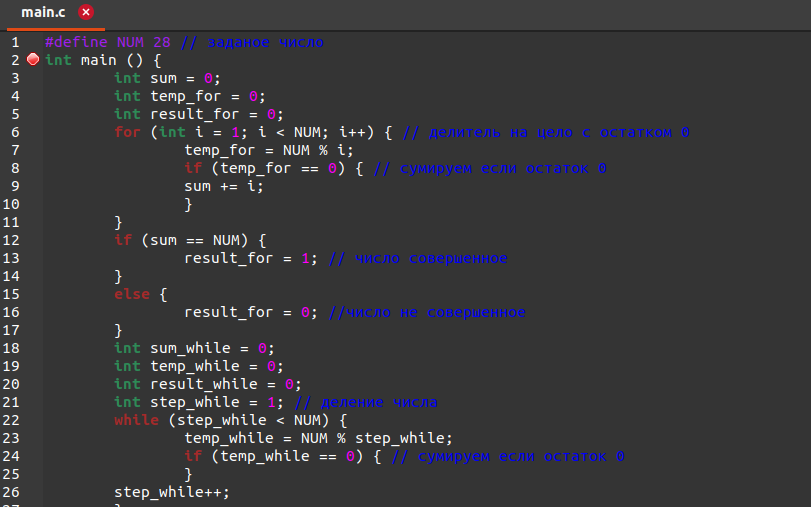 main.c
1 #define NUM 28 // заданое число
2 int main () {
3 int sum = 0;
4 int temp_for = 0;
5 int result_for = 0;
6 for (int i = 1; i < NUM; i++) { // делитель на цело с остатком 0
7 temp_for = NUM % i;
8 if (temp_for == 0) { // сумируем если остаток 0
9 sum += i;
10 }
11 }
12 if (sum == NUM) {
13 result_for = 1; // число совершенное
14 }
15 else {
16 result_for = 0; //число не совершенное
17 }
18 int sum_while = 0;
19 int temp_while = 0;
20 int result_while = 0;
21 int step_while = 1; // деление числа
22 while (step_while < NUM) {
23 temp_while = NUM % step_while;
24 if (temp_while == 0) { // сумируем если остаток 0
25 }
26 step_while++;